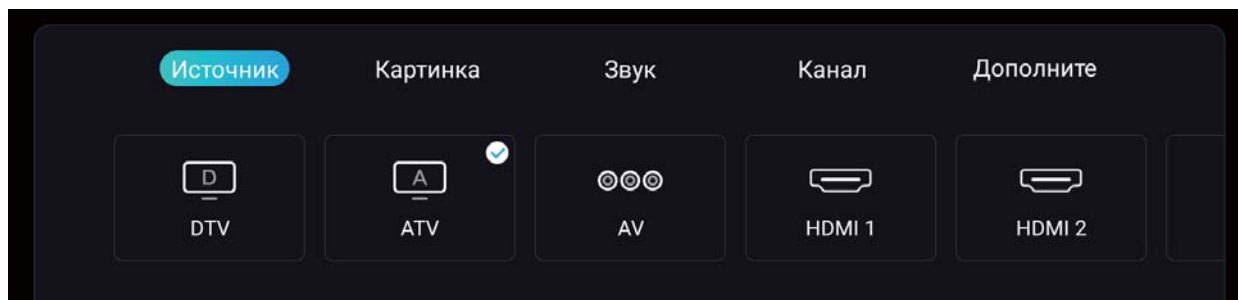 Источник Картинка Звук Канал Дополните
D A
DTV ATV AV HDMI 1 HDMI 2